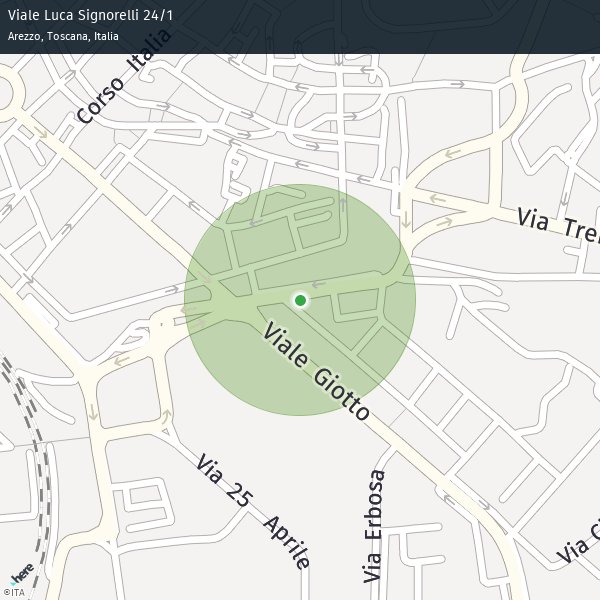 Viale Luca Signorelli 24/1
Arezzo, Toscana, Italia
Corso Italia
Via Tre
Viale Giotto
Via 25 Aprile
Via Erbosa
Via
here
©ITA